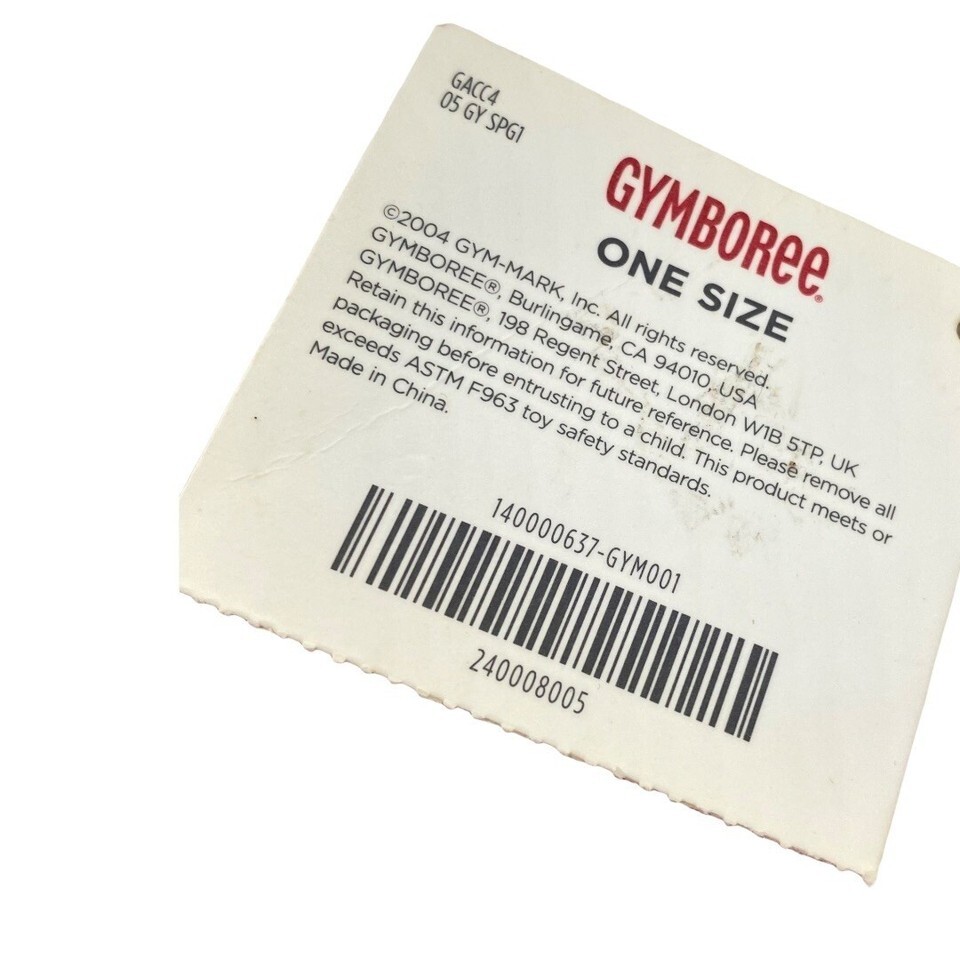 GACC4
05 GY SPG1
GYMBOREE®
ONE SIZE
©2004 GYM-MARK, Inc. All rights reserved.
GYMBOREE®, Burlingame, CA 94010, USA
GYMBOREE®, 198 Regent Street, London W1B 5TP, UK
Retain this information for future reference. Please remove all
packaging before entrusting to a child. This product meets or
exceeds ASTM F963 toy safety standards.
Made in China.
140000637-GYM001
240008005